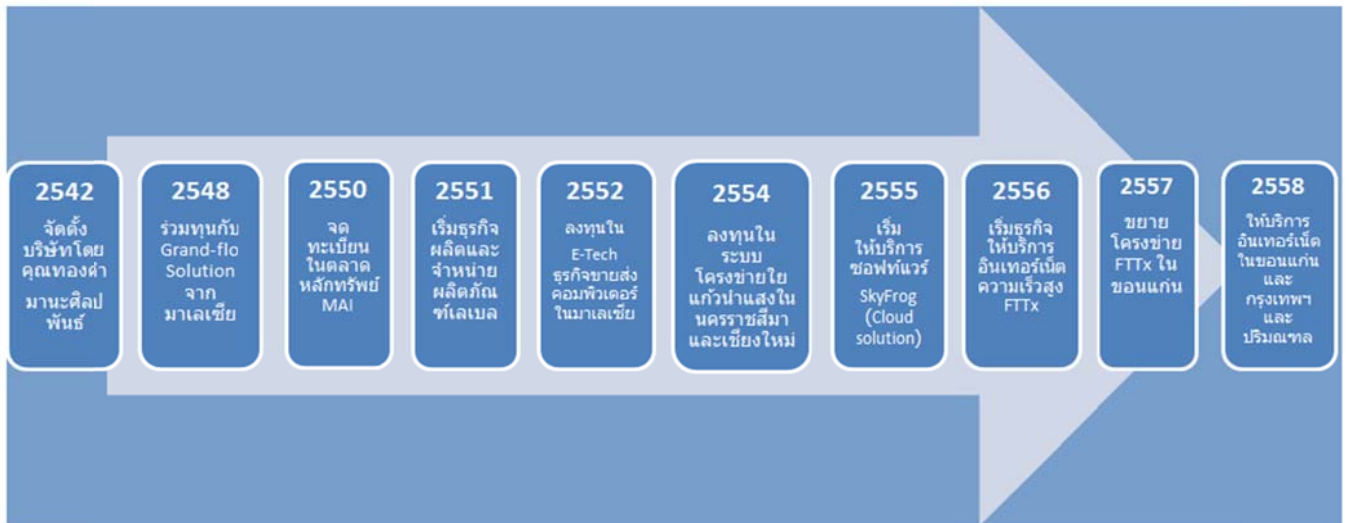 2542
จัดตั้ง
บริษัทโดย
คุณทองคำ
มานะศิลป
พันธ์
2548
ร่วมทุนกับ
Grand-flo
Solution
จาก
มาเลเซีย
2550
จด
ทะเบียน
ในตลาด
หลักทรัพย์
MAI
2551
เริ่มธุรกิจ
ผลิตและ
จำหน่าย
ผลิตภัณ
ฑ์เลเบล
2552
ลงทุนใน
E-Tech
ธุรกิจขายส่ง
คอมพิวเตอร์
ในมาเลเซีย
2554
ลงทุนใน
ระบบ
โครงข่ายใย
แก้วนำแสงใน
นครราชสีมา
และเชียงใหม่
2555
เริ่ม
ให้บริการ
ซอฟท์แวร์
SkyFrog
(Cloud
solution)
2556
เริ่มธุรกิจ
ให้บริการ
อินเทอร์เน็ต
ความเร็วสูง
FTTx
2557
ขยาย
โครงข่าย
FTTx ใน
ขอนแก่น
2558
ให้บริการ
อินเทอร์เน็ต
ในขอนแก่น
และ
กรุงเทพฯ
และ
ปริมณฑล